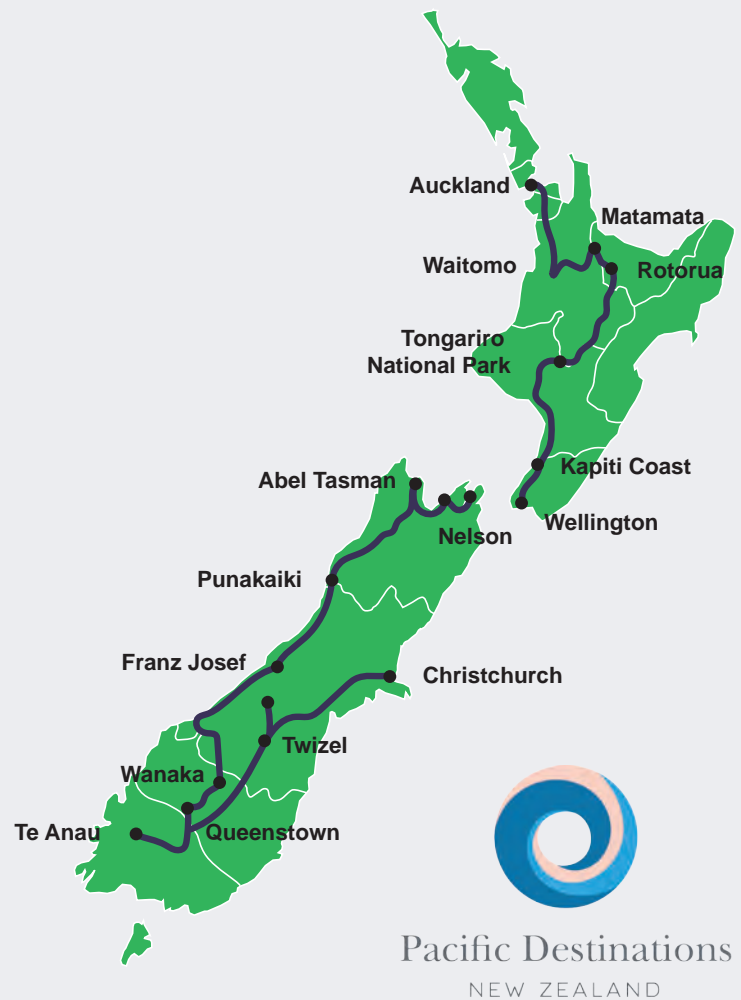 Auckland
Matamata
Waitomo
Rotorua
Tongariro
National Park
Kapiti Coast
Abel Tasman
Wellington
Nelson
Punakaiki
Franz Josef
Christchurch
Twizel
Wanaka
Te Anau
Queenstown
Pacific Destinations
NEW ZEALAND